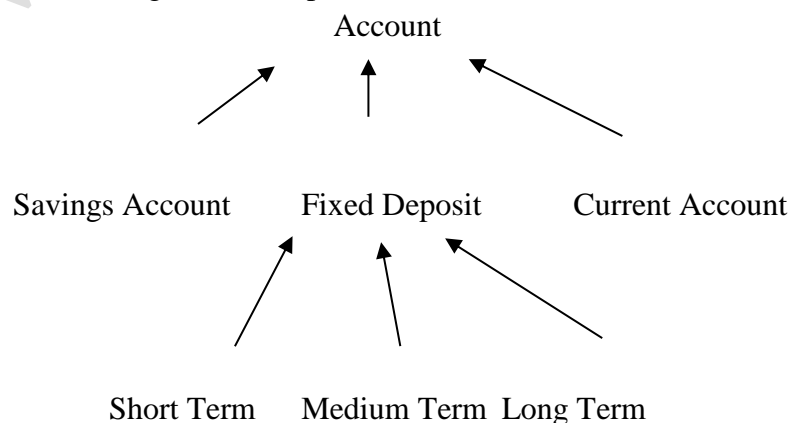 Account
Savings Account Fixed Deposit Current Account
Short Term Medium Term Long Term